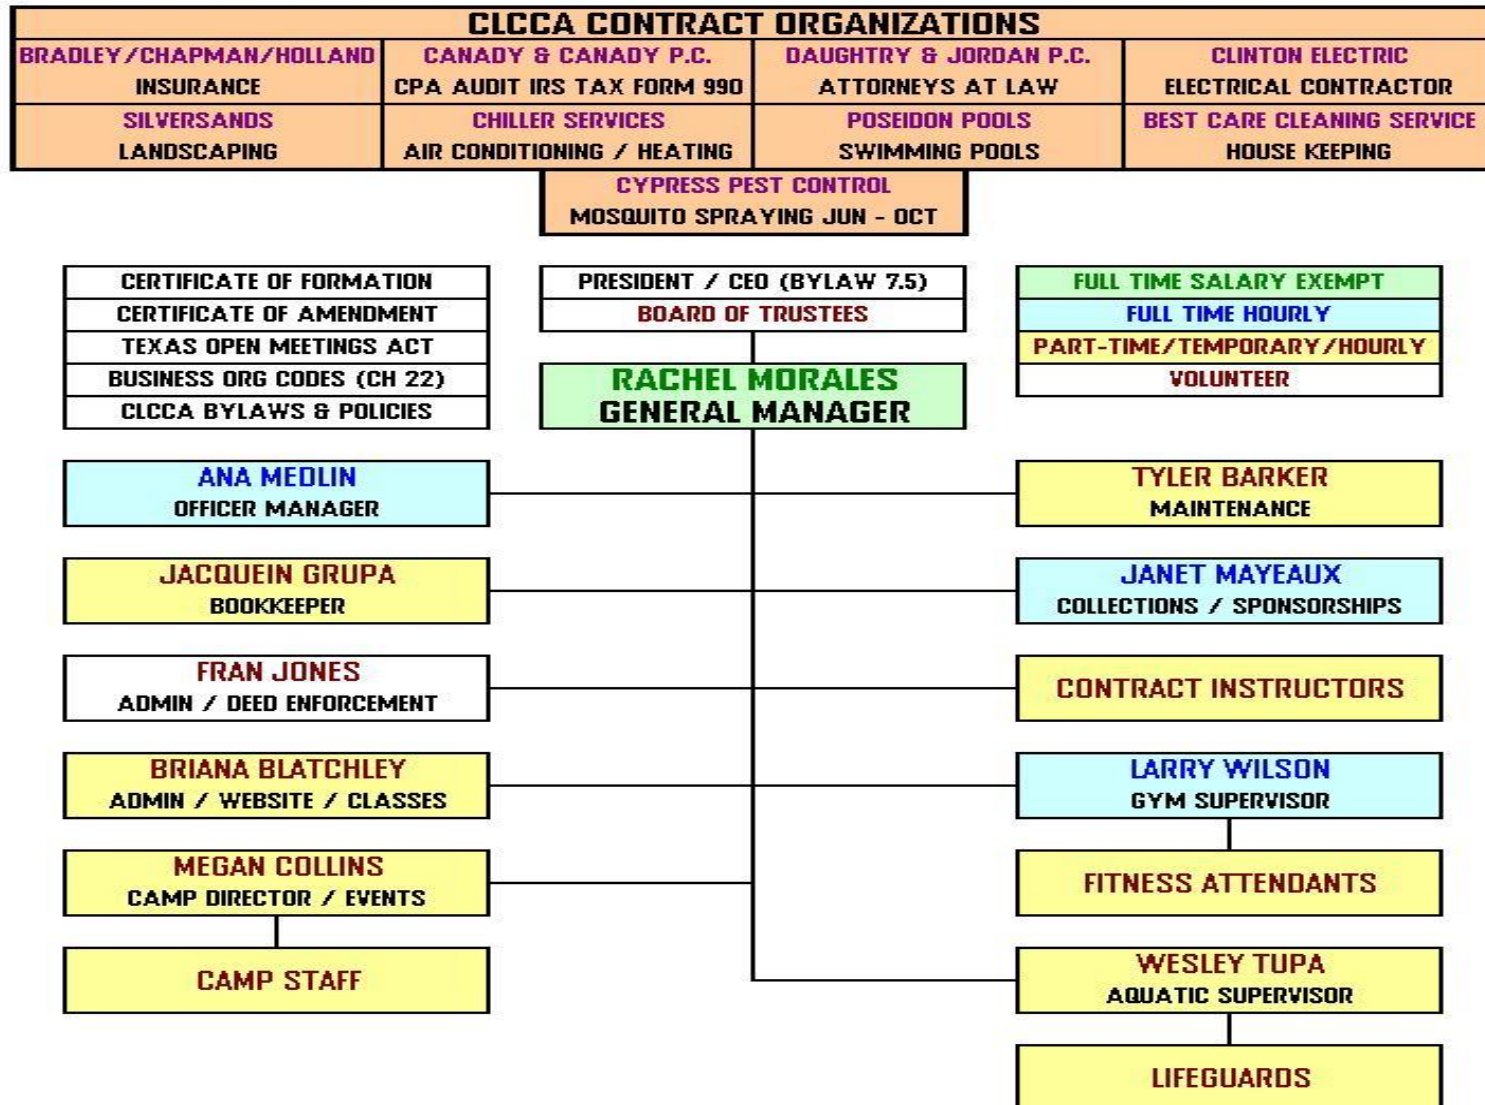 CLCCA CONTRACT ORGANIZATIONS
BRADLEY/CHAPMAN/HOLLAND
INSURANCE
CANADY & CANADY P.C.
CPA AUDIT IRS TAX FORM 990
DAUGHTRY & JORDAN P.C.
ATTORNEYS AT LAW
CLINTON ELECTRIC
ELECTRICAL CONTRACTOR
SILVERSANDS
LANDSCAPING
CHILLER SERVICES
AIR CONDITIONING / HEATING
POSEIDON POOLS
SWIMMING POOLS
BEST CARE CLEANING SERVICE
HOUSE KEEPING
CYPRESS PEST CONTROL
MOSQUITO SPRAYING JUN - OCT
CERTIFICATE OF FORMATION
CERTIFICATE OF AMENDMENT
TEXAS OPEN MEETINGS ACT
BUSINESS ORG CODES (CH 22)
CLCCA BYLAWS & POLICIES
PRESIDENT / CEO (BYLAW 7.5)
BOARD OF TRUSTEES
RACHEL MORALES
GENERAL MANAGER
FULL TIME SALARY EXEMPT
FULL TIME HOURLY
PART-TIME/TEMPORARY/HOURLY
VOLUNTEER
ANA MEDLIN
OFFICER MANAGER
TYLER BARKER
MAINTENANCE
JACQUEIN GRUPA
BOOKKEEPER
JANET MAYEAUX
COLLECTIONS / SPONSORSHIPS
FRAN JONES
ADMIN / DEED ENFORCEMENT
CONTRACT INSTRUCTORS
BRIANA BLATCHLEY
ADMIN / WEBSITE / CLASSES
LARRY WILSON
GYM SUPERVISOR
MEGAN COLLINS
CAMP DIRECTOR / EVENTS
FITNESS ATTENDANTS
CAMP STAFF
WESLEY TUPA
AQUATIC SUPERVISOR
LIFEGUARDS